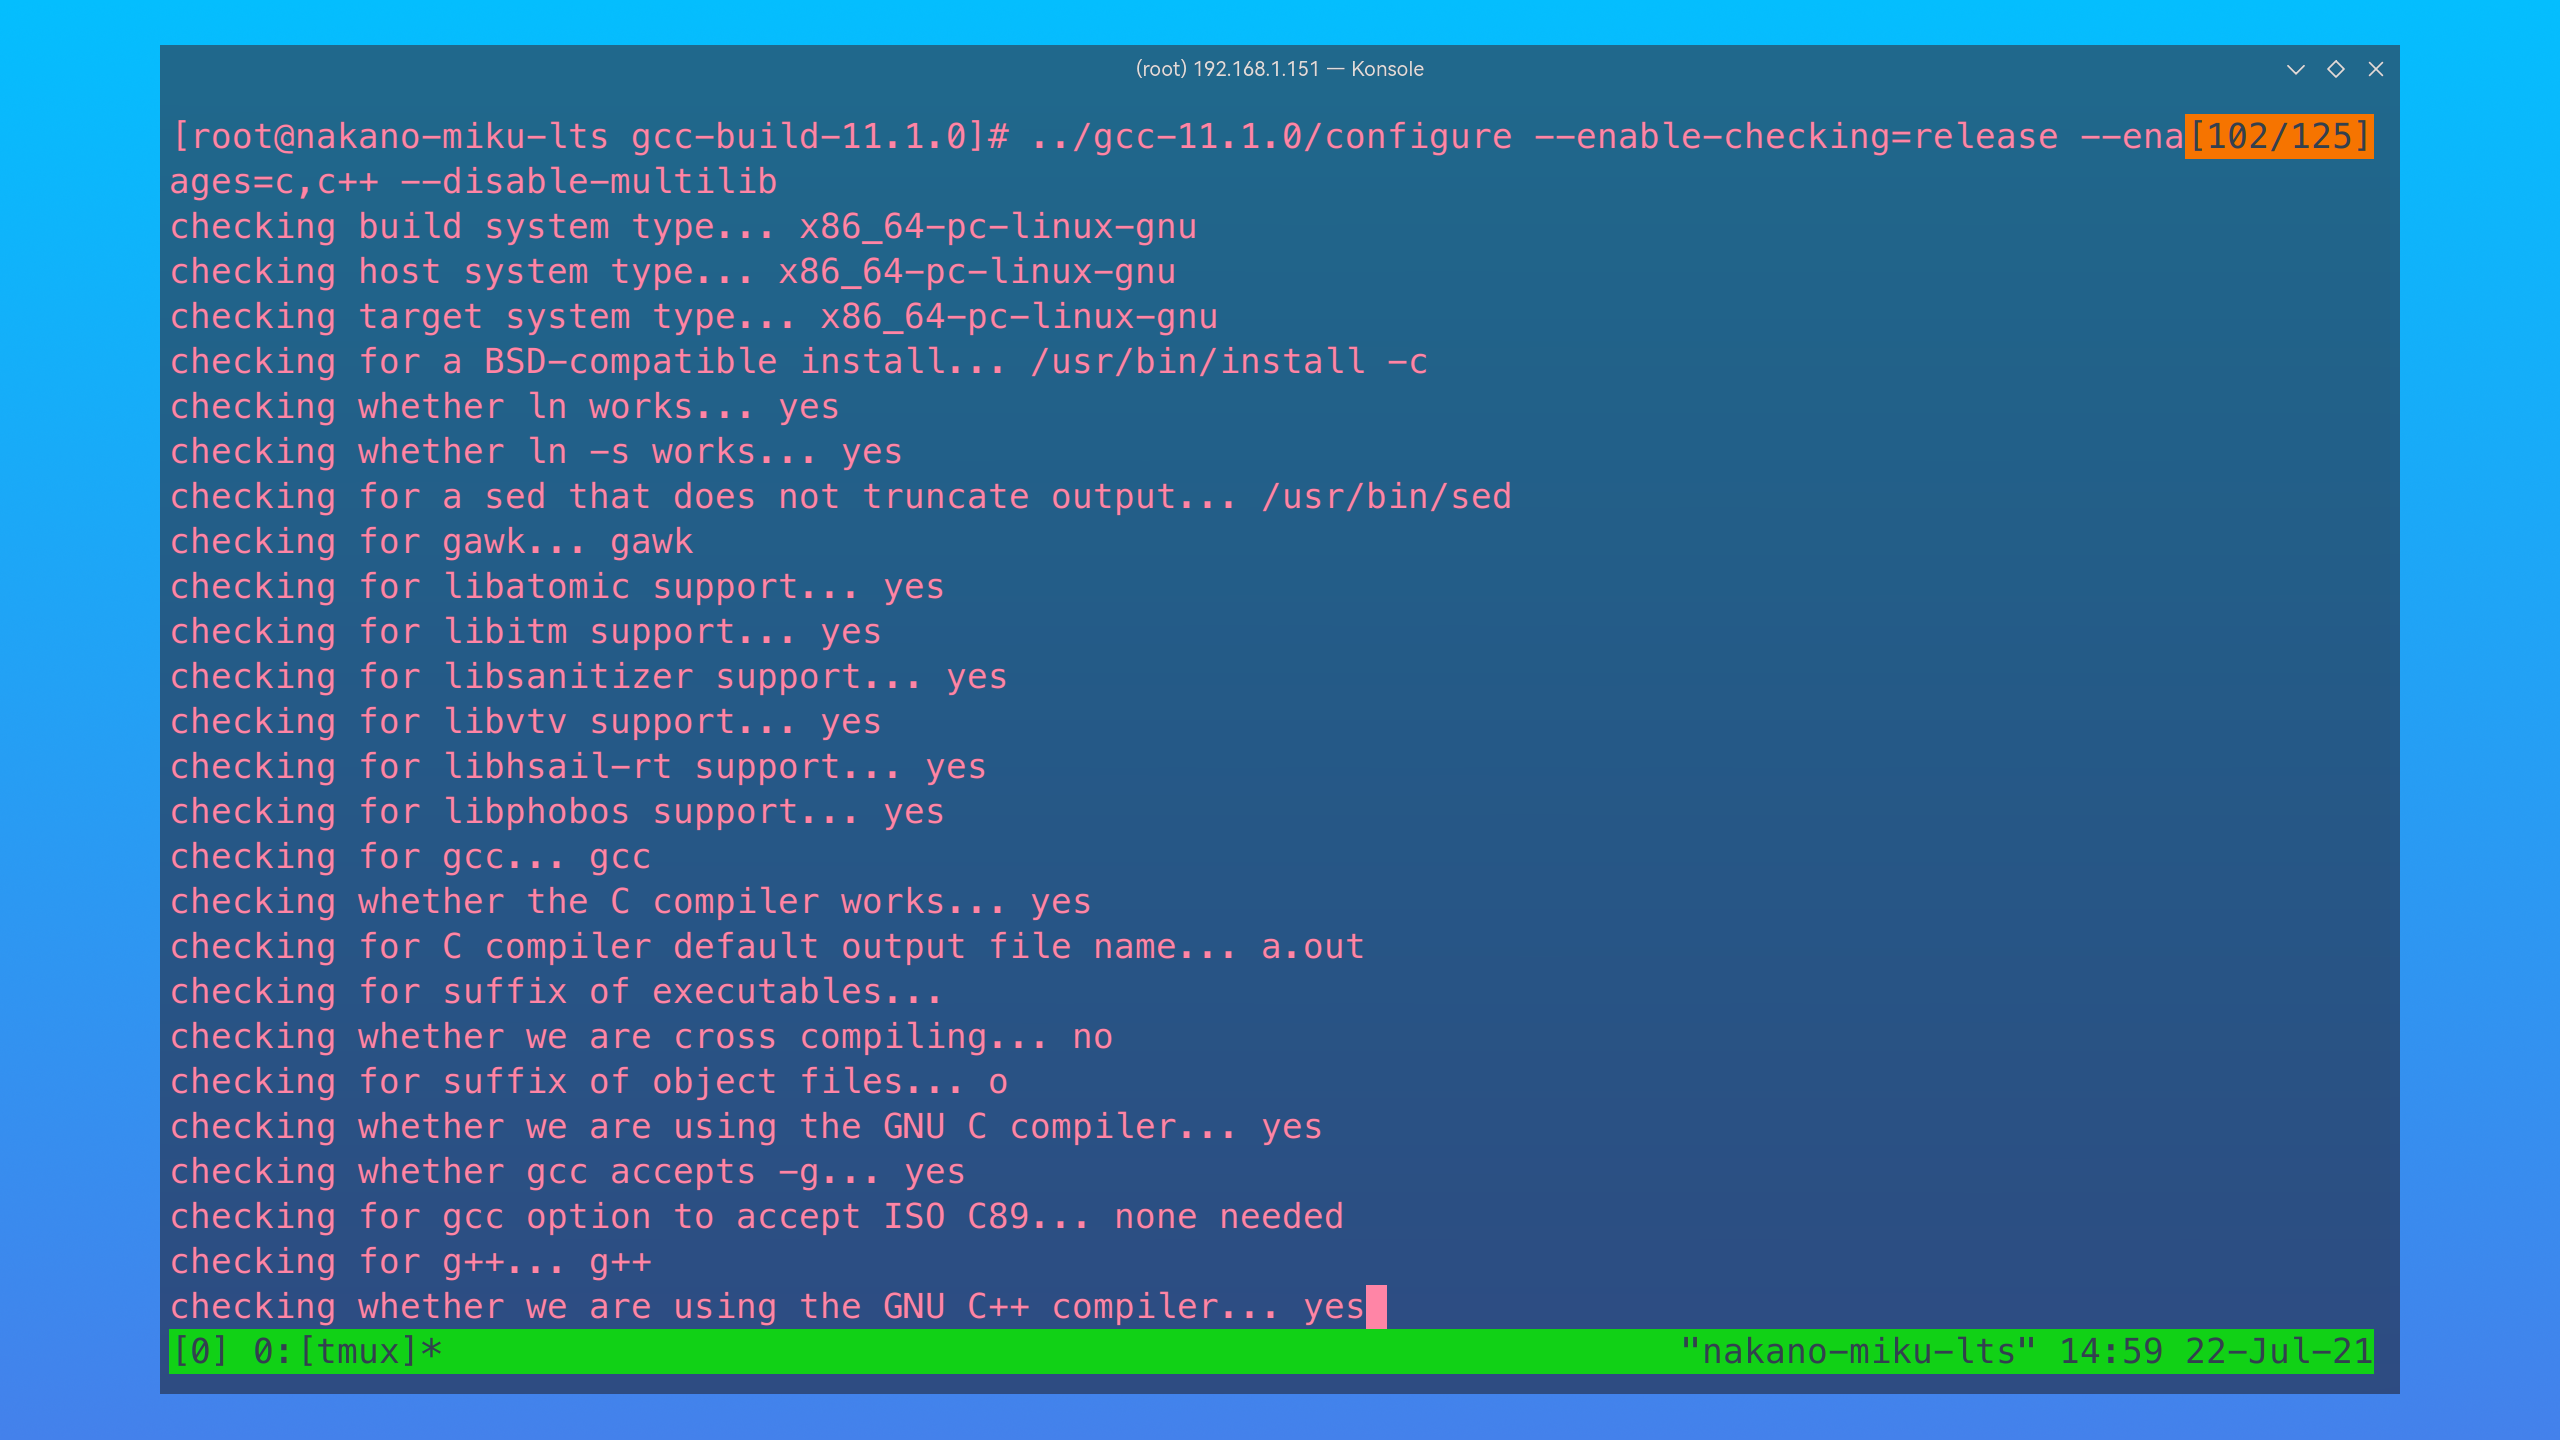 (root) 192.168.1.151 — Konsole
[root@nakano-miku-lts gcc-build-11.1.0]# ../gcc-11.1.0/configure --enable-checking=release --ena[102/125]
ages=c,c++ --disable-multilib
checking build system type... x86_64-pc-linux-gnu
checking host system type... x86_64-pc-linux-gnu
checking target system type... x86_64-pc-linux-gnu
checking for a BSD-compatible install... /usr/bin/install -c
checking whether ln works... yes
checking whether ln -s works... yes
checking for a sed that does not truncate output... /usr/bin/sed
checking for gawk... gawk
checking for libatomic support... yes
checking for libitm support... yes
checking for libsanitizer support... yes
checking for libvtv support... yes
checking for libhsail-rt support... yes
checking for libphobos support... yes
checking for gcc... gcc
checking whether the C compiler works... yes
checking for C compiler default output file name... a.out
checking for suffix of executables...
checking whether we are cross compiling... no
checking for suffix of object files... o
checking whether we are using the GNU C compiler... yes
checking whether gcc accepts -g... yes
checking for gcc option to accept ISO C89... none needed
checking for g++... g++
checking whether we are using the GNU C++ compiler... yes
[0] 0:[tmux]* "nakano-miku-lts" 14:59 22-Jul-21